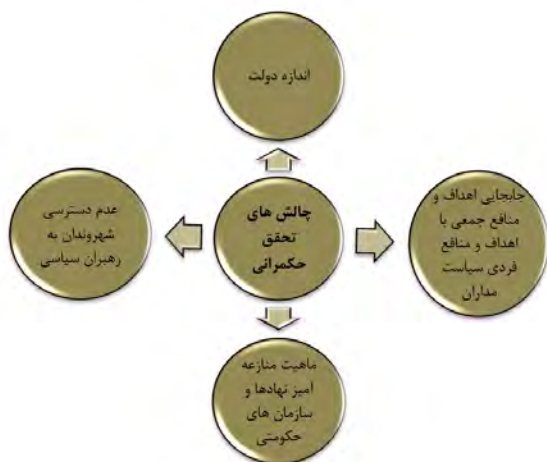 اندازه دولت
جابجایی اهداف و
منافع جمعی با
اهداف و منافع
فردی سیاست
مداران
چالش های
تحقق
حکمرانی
عدم دسترسی
شهروندان به
رهبران سیاسی
ماهیت منازعه
آمیز نهادها و
سازمان های
حکومتی